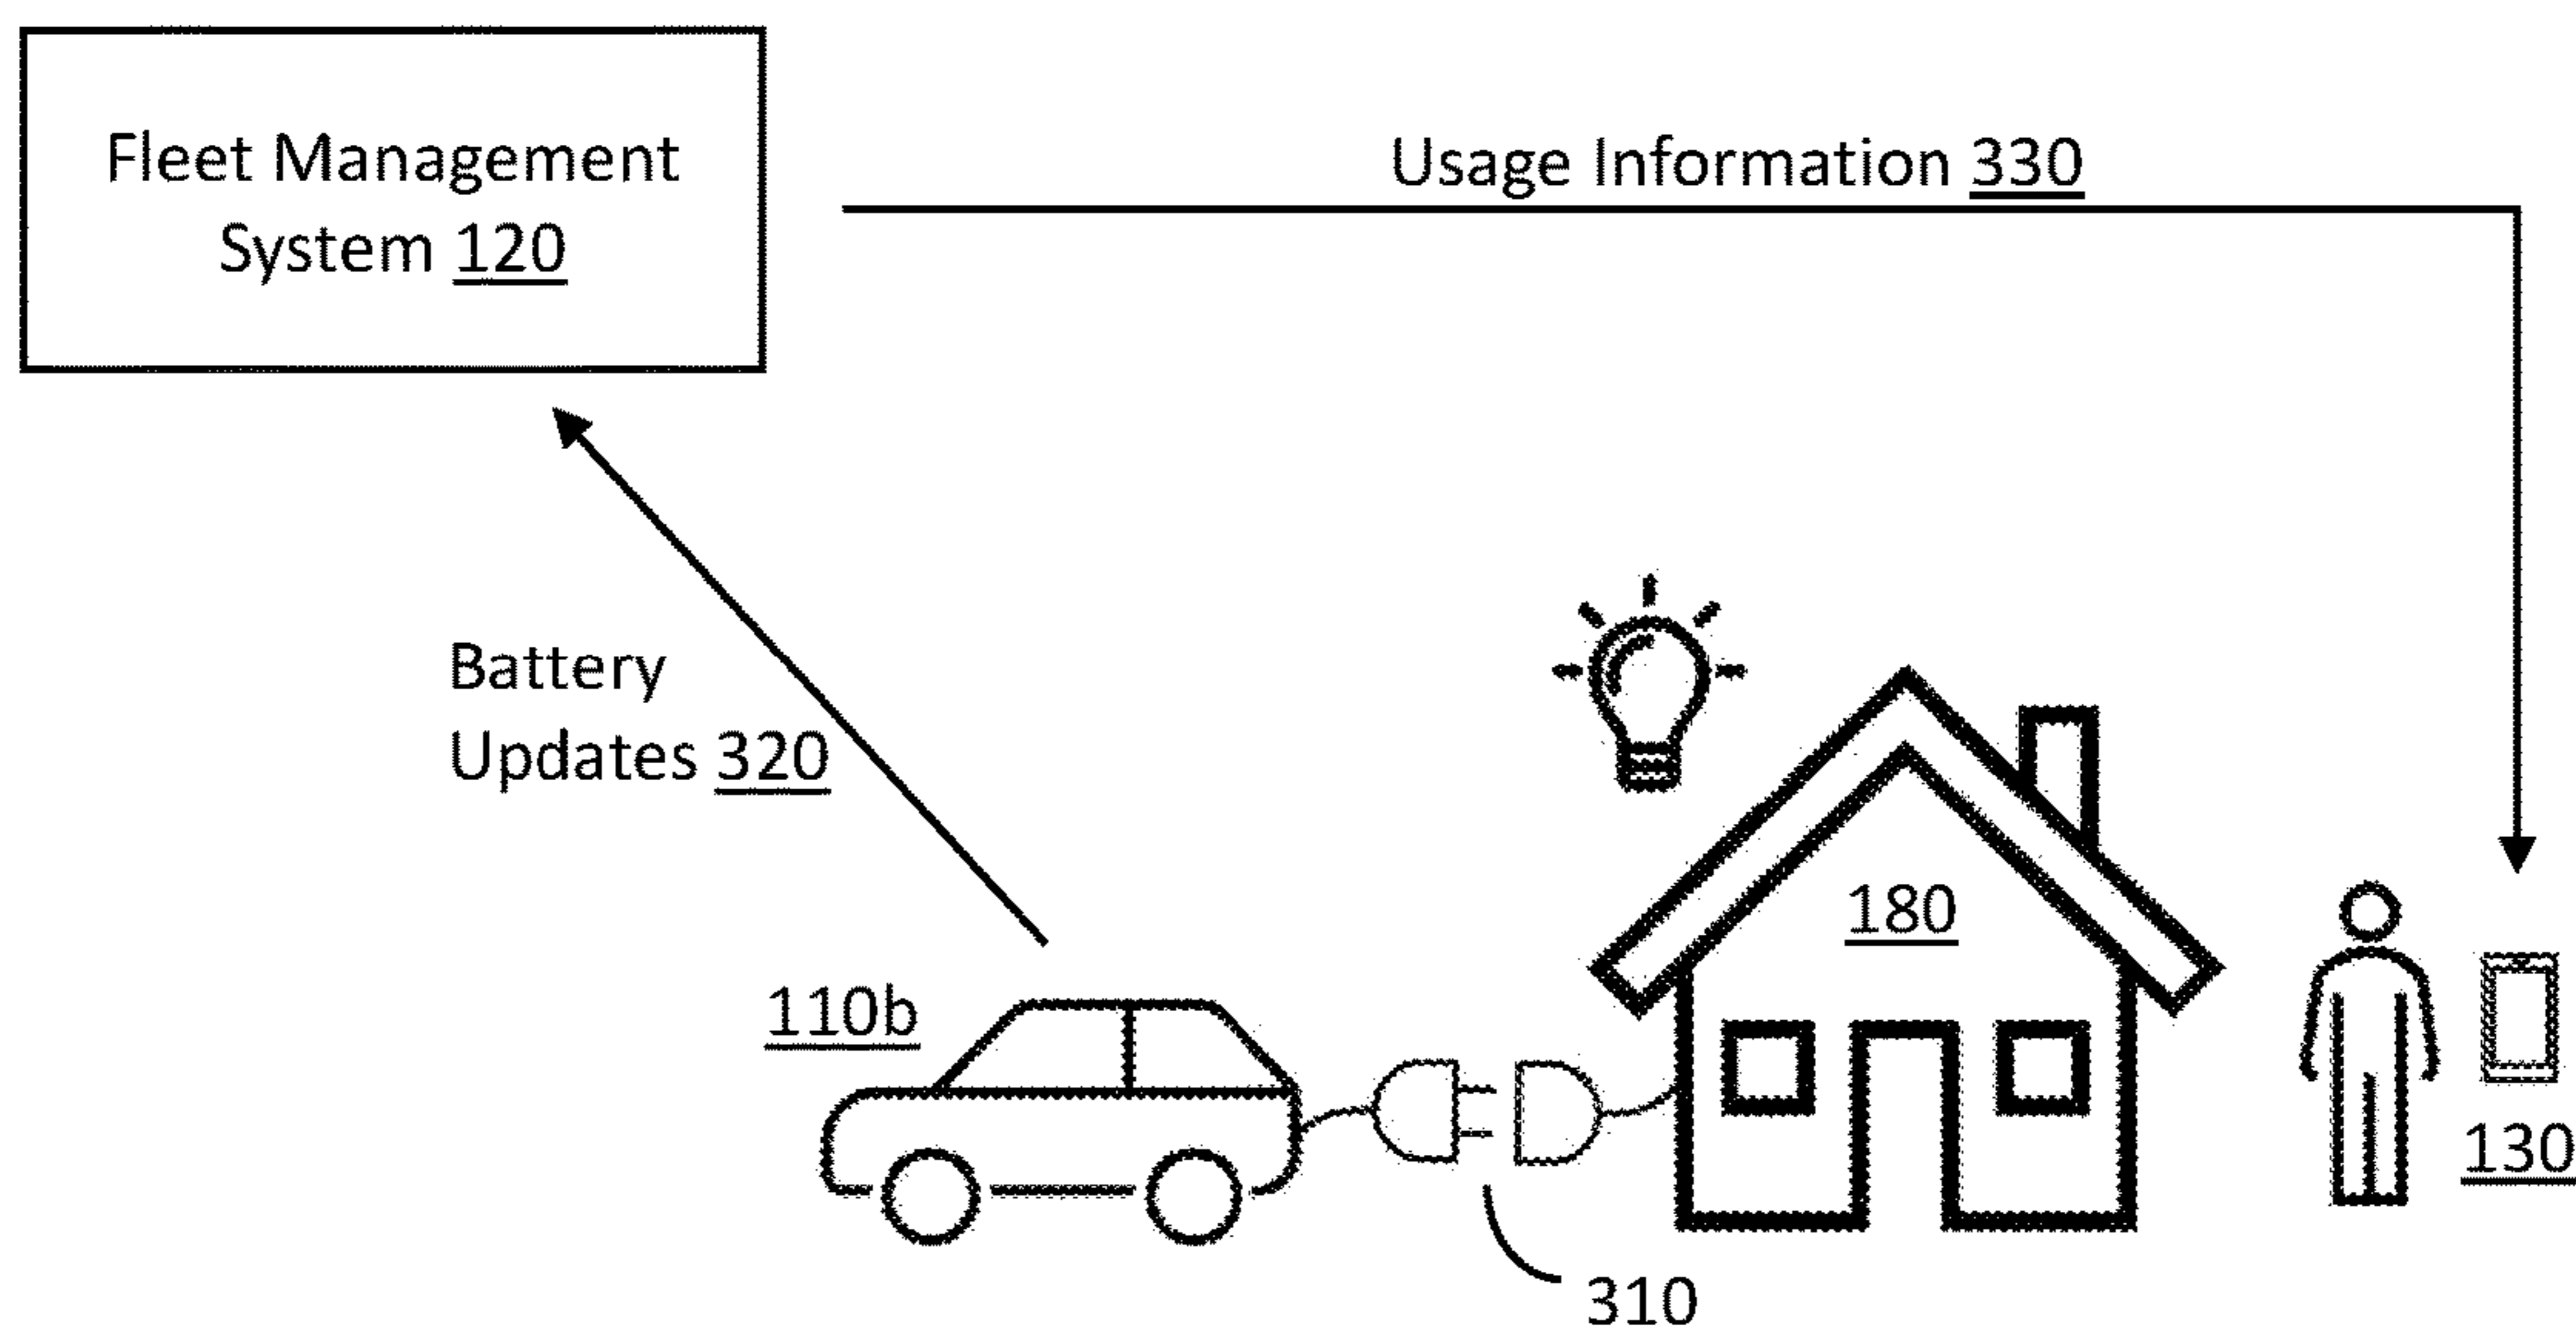 Fleet Management
System 120
Usage Information 330
Battery
Updates 320
180
110b
130
310